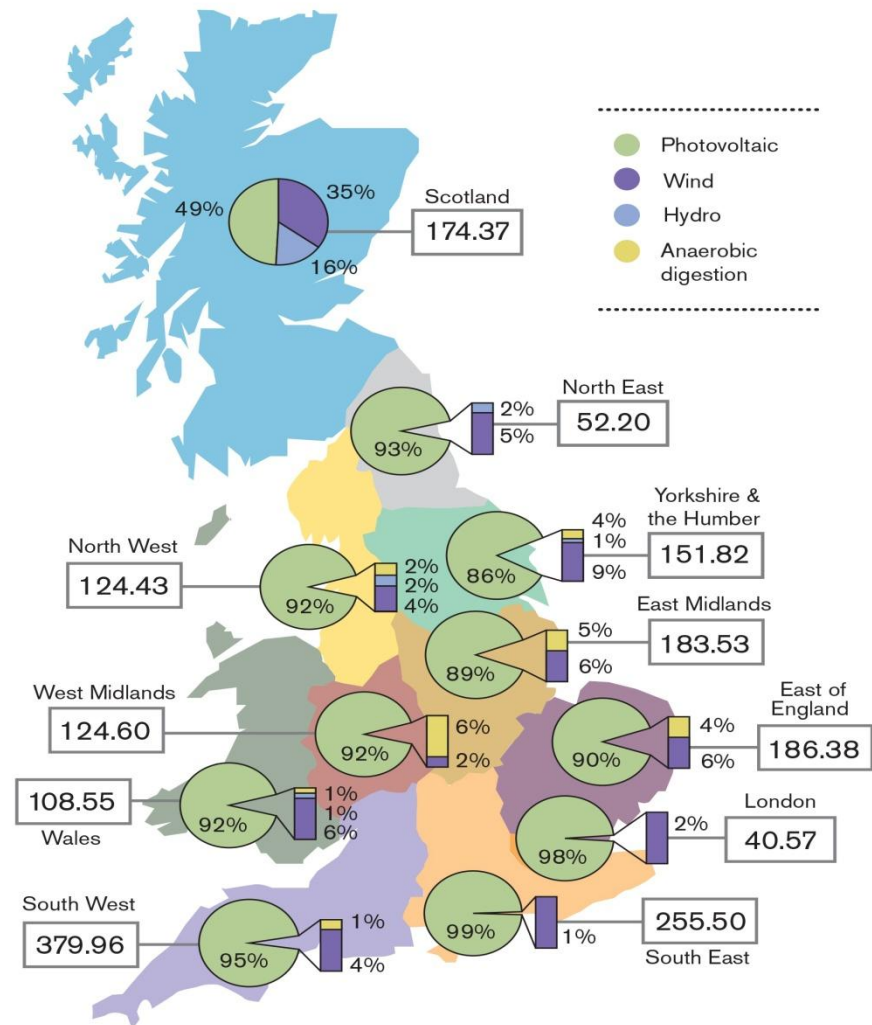 Photovoltaic
Wind
Hydro
Anaerobic
digestion
49%
35%
16%
Scotland
174.37
North East
52.20
93%
2%
5%
Yorkshire &
the Humber
151.82
86%
4%
1%
9%
North West
124.43
92%
2%
2%
4%
East Midlands
183.53
89%
5%
6%
West Midlands
124.60
92%
6%
2%
East of
England
186.38
90%
4%
6%
108.55
Wales
92%
1%
1%
6%
London
40.57
98%
2%
South West
379.96
95%
1%
4%
255.50
South East
99%
1%